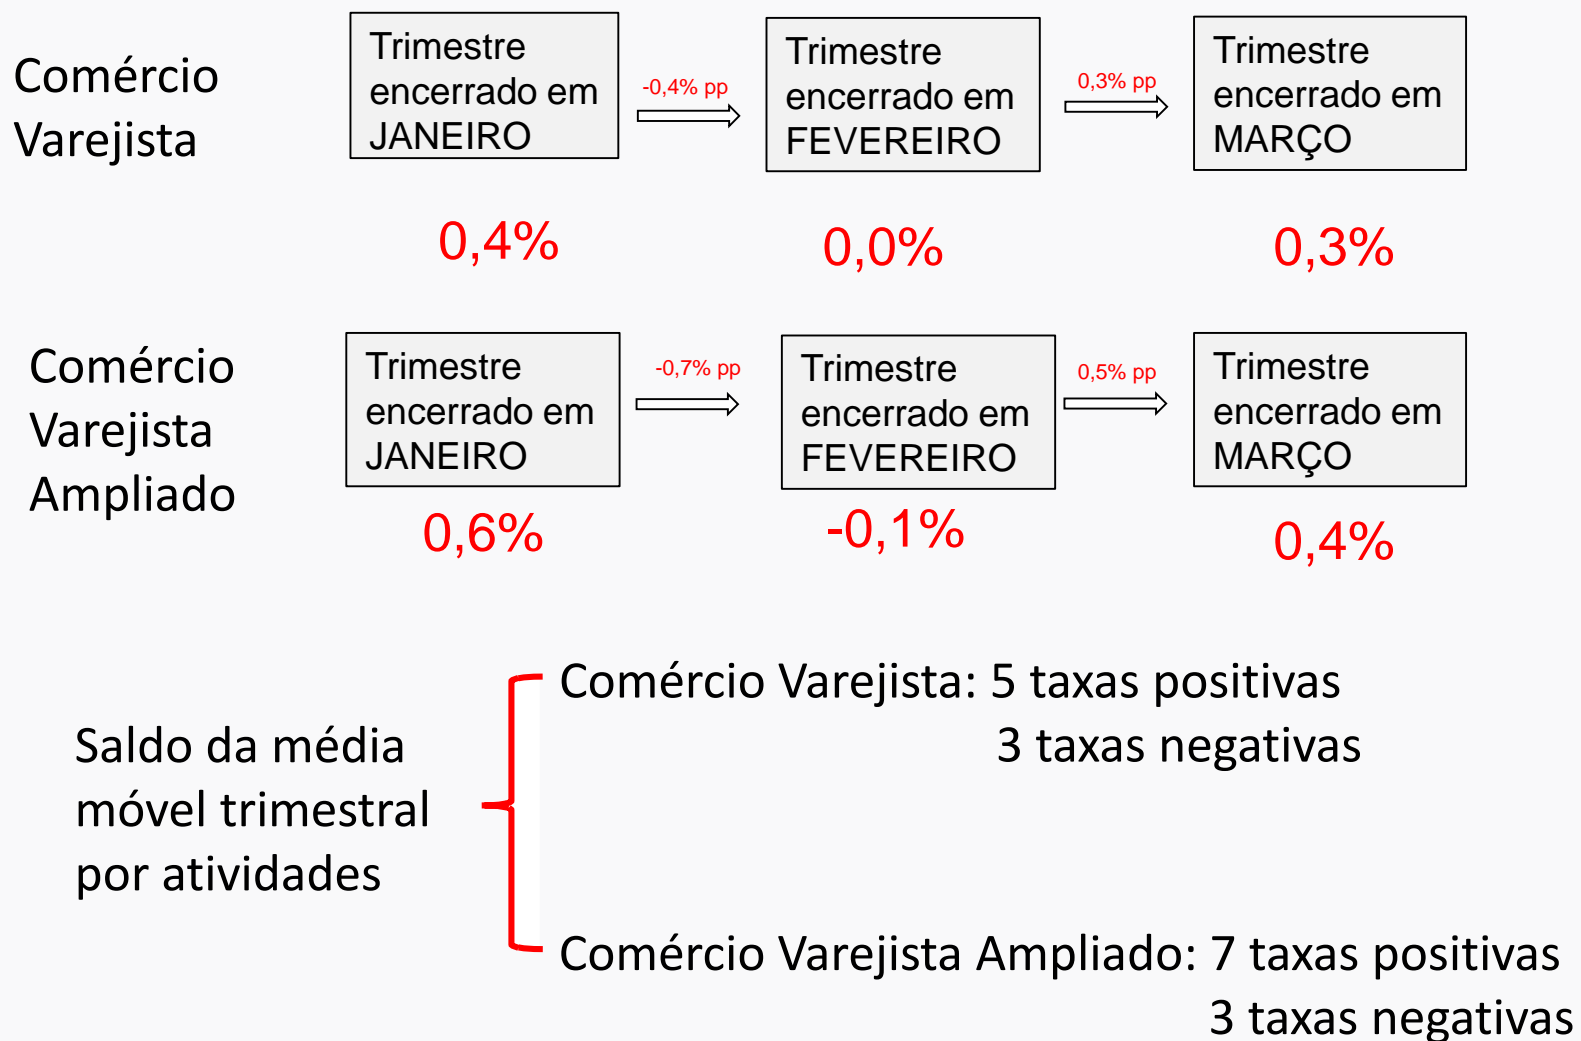 Comércio
Varejista
Trimestre
encerrado em
JANEIRO
-0,4% pp
Trimestre
encerrado em
FEVEREIRO
0,3% pp
Trimestre
encerrado em
MARÇO
0,4%
0,0%
0,3%
Comércio
Varejista
Ampliado
Trimestre
encerrado em
JANEIRO
-0,7% pp
Trimestre
encerrado em
FEVEREIRO
0,5% pp
Trimestre
encerrado em
MARÇO
0,6%
-0,1%
0,4%
Saldo da média
móvel trimestral
por atividades
Comércio Varejista: 5 taxas positivas
3 taxas negativas
Comércio Varejista Ampliado: 7 taxas positivas
3 taxas negativas